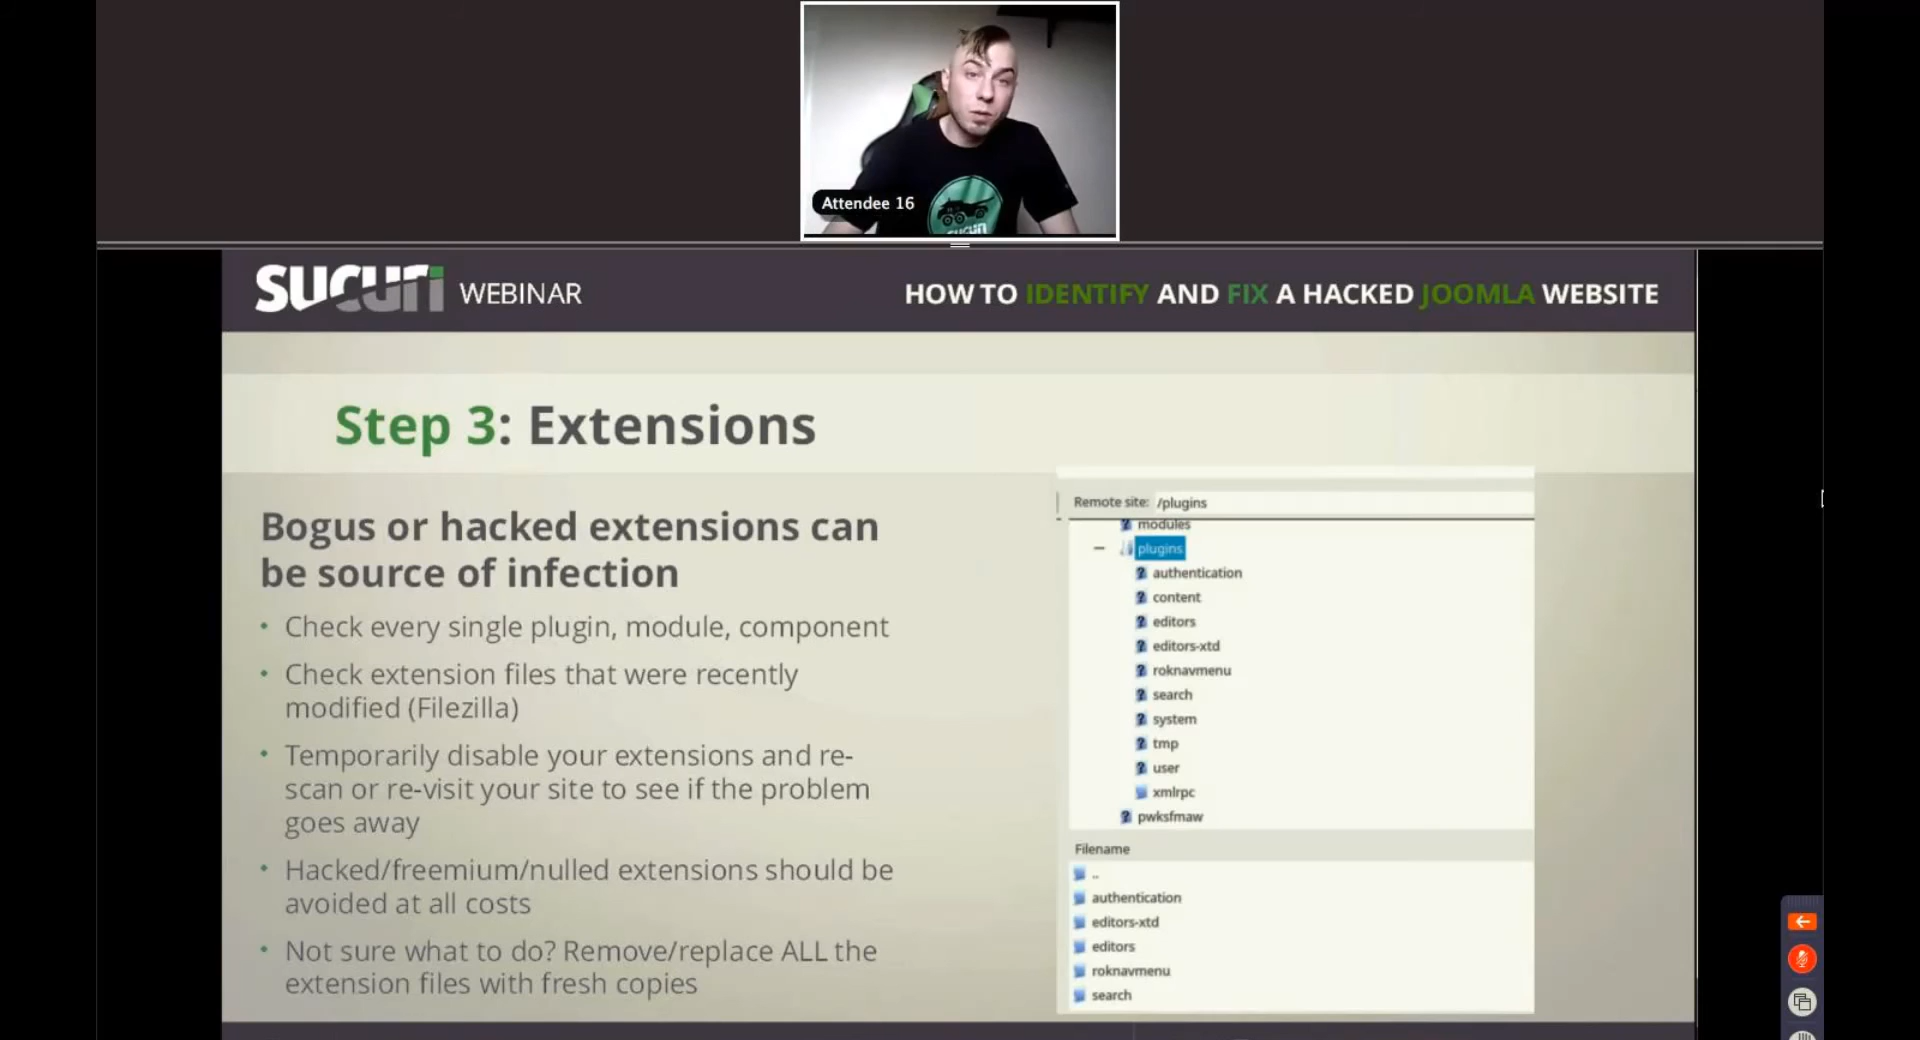 Attendee 16
sucuri
sucuri WEBINAR
HOW TO IDENTIFY AND FIX A HACKED JOOMLA WEBSITE
Step 3: Extensions
Bogus or hacked extensions can
be source of infection
• Check every single plugin, module, component
• Check extension files that were recently
modified (Filezilla)
• Temporarily disable your extensions and re-
scan or re-visit your site to see if the problem
goes away
• Hacked/freemium/nulled extensions should be
avoided at all costs
• Not sure what to do? Remove/replace ALL the
extension files with fresh copies
Remote site: /plugins
modules
plugins
authentication
content
editors
editors-xtd
roknavmenu
search
system
tmp
user
xmlrpc
pwksfmaw
Filename
..
authentication
editors-xtd
editors
roknavmenu
search